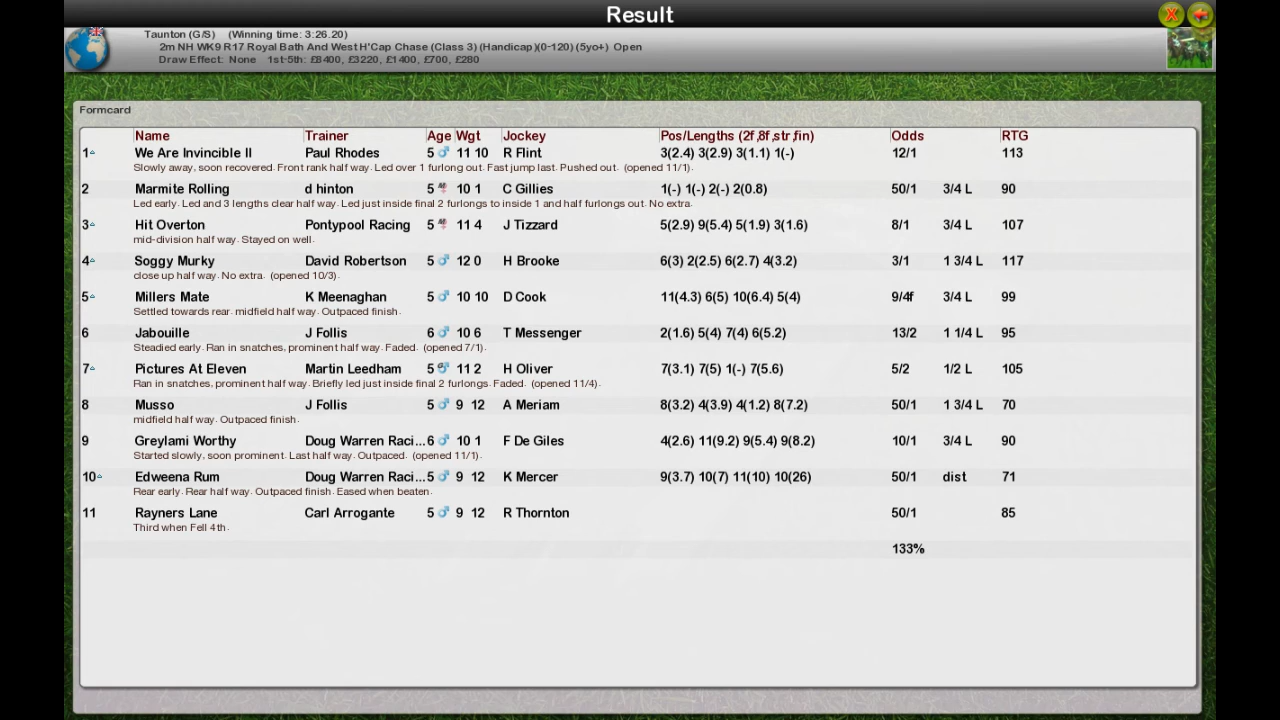 Result
Taunton (G/S) (Winning time: 3:26.20)
2m NH WK9 R17 Royal Bath And West H'Cap Chase (Class 3) (Handicap)(0-120) (5yo+) Open
Draw Effect: None 1st-5th: £8400, £3220, £1400, £700, £280
Formcard
Name Trainer Age Wgt Jockey Pos/Lengths (2f,8f,str,fin) Odds RTG
1 We Are Invincible II Paul Rhodes 5 11 10 R Flint 3(2.4) 3(2.9) 3(1.1) 1(-) 12/1 113
Slowly away, soon recovered. Front rank half way. Led over 1 furlong out. Fast jump last. Pushed out. (opened 11/1).
2 Marmite Rolling d hinton 5 10 1 C Gillies 1(-) 1(-) 2(-) 2(0.8) 50/1 3/4 L 90
Led early. Led and 3 lengths clear half way. Led just inside final 2 furlongs to inside 1 and half furlongs out. No extra.
3 Hit Overton Pontypool Racing 5 11 4 J Tizzard 5(2.9) 9(5.4) 5(1.9) 3(1.6) 8/1 3/4 L 107
mid-division half way. Stayed on well.
4 Soggy Murky David Robertson 5 12 0 H Brooke 6(3) 2(2.5) 6(2.7) 4(3.2) 3/1 1 3/4 L 117
close up half way. No extra. (opened 10/3).
5 Millers Mate K Meenaghan 5 10 10 D Cook 11(4.3) 6(5) 10(6.4) 5(4) 9/4f 3/4 L 99
Settled towards rear. midfield half way. Outpaced finish.
6 Jabouille J Follis 6 10 6 T Messenger 2(1.6) 5(4) 7(4) 6(5.2) 13/2 1 1/4 L 95
Steadied early. Ran in snatches, prominent half way. Faded. (opened 7/1).
7 Pictures At Eleven Martin Leedham 5 11 2 H Oliver 7(3.1) 7(5) 1(-) 7(5.6) 5/2 1/2 L 105
Ran in snatches, prominent half way. Briefly led just inside final 2 furlongs. Faded. (opened 11/4).
8 Musso J Follis 5 9 12 A Meriam 8(3.2) 4(3.9) 4(1.2) 8(7.2) 50/1 1 3/4 L 70
midfield half way. Outpaced finish.
9 Greylami Worthy Doug Warren Raci... 6 10 1 F De Giles 4(2.6) 11(9.2) 9(5.4) 9(8.2) 10/1 3/4 L 90
Started slowly, soon prominent. Last half way. Outpaced. (opened 11/1).
10 Edweena Rum Doug Warren Raci... 5 9 12 K Mercer 9(3.7) 10(7) 11(10) 10(26) 50/1 dist 71
Rear early. Rear half way. Outpaced finish. Eased when beaten.
11 Rayners Lane Carl Arrogante 5 9 12 R Thornton 50/1 85
Third when Fell 4th.
133%